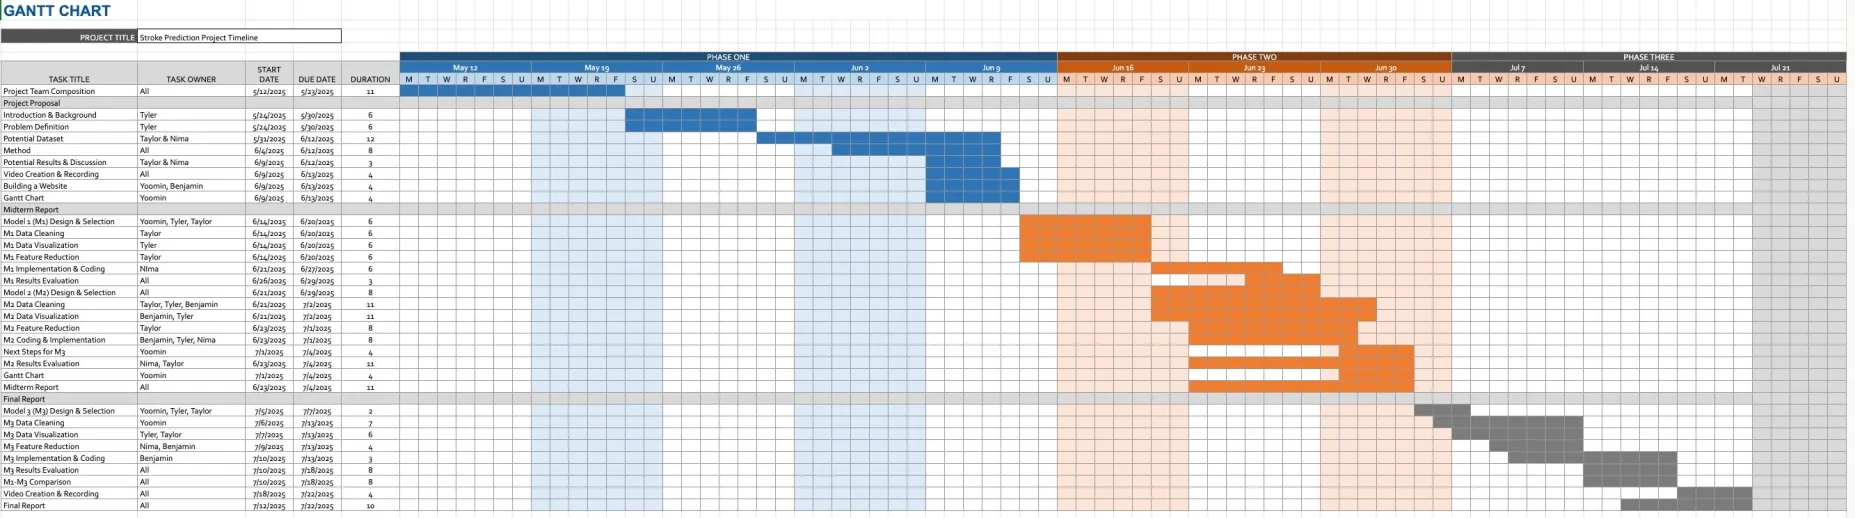 GANTT CHART
PROJECT TITLE Stroke Prediction Project Timeline
PHASE ONE PHASE TWO PHASE THREE
May 12 May 19 May 26 Jun 2 Jun 9 Jun 16 Jun 23 Jun 30 Jul 7 Jul 14 Jul 21
TASK TITLE TASK OWNER START DATE DUE DATE DURATION M T W R F S U M T W R F S U M T W R F S U M T W R F S U M T W R F S U M T W R F S U M T W R F S U M T W R F S U M T W R F S U M T W R F S U M T W R F S U
Project Team Composition All 5/12/2025 5/23/2025 11
Project Proposal
Introduction & Background Tyler 5/24/2025 5/30/2025 6
Problem Definition Tyler 5/24/2025 5/30/2025 6
Potential Dataset Taylor & Nima 5/31/2025 6/12/2025 12
Method All 6/4/2025 6/12/2025 8
Potential Results & Discussion Taylor & Nima 6/9/2025 6/12/2025 3
Video Creation & Recording All 6/9/2025 6/13/2025 4
Building a Website Yoomin, Benjamin 6/9/2025 6/13/2025 4
Gantt Chart Yoomin 6/9/2025 6/13/2025 4
Midterm Report
Model 1 (M1) Design & Selection Yoomin, Tyler, Taylor 6/14/2025 6/20/2025 6
M1 Data Cleaning Taylor 6/14/2025 6/20/2025 6
M1 Data Visualization Tyler 6/14/2025 6/20/2025 6
M1 Feature Reduction Taylor 6/14/2025 6/20/2025 6
M1 Implementation & Coding NIma 6/21/2025 6/27/2025 6
M1 Results Evaluation All 6/26/2025 6/29/2025 3
Model 2 (M2) Design & Selection All 6/21/2025 6/29/2025 8
M2 Data Cleaning Taylor, Tyler, Benjamin 6/21/2025 7/2/2025 11
M2 Data Visualization Benjamin, Tyler 6/21/2025 7/2/2025 11
M2 Feature Reduction Taylor 6/23/2025 7/1/2025 8
M2 Coding & Implementation Benjamin, Tyler, Nima 6/23/2025 7/1/2025 8
Next Steps for M3 Yoomin 7/1/2025 7/4/2025 4
M2 Results Evaluation Nima, Taylor 6/23/2025 7/4/2025 11
Gantt Chart Yoomin 7/1/2025 7/4/2025 4
Midterm Report All 6/23/2025 7/4/2025 11
Final Report
Model 3 (M3) Design & Selection Yoomin, Tyler, Taylor 7/5/2025 7/7/2025 2
M3 Data Cleaning Yoomin 7/6/2025 7/13/2025 7
M3 Data Visualization Tyler, Taylor 7/7/2025 7/13/2025 6
M3 Feature Reduction Nima, Benjamin 7/9/2025 7/13/2025 4
M3 Implementation & Coding Benjamin 7/10/2025 7/13/2025 3
M3 Results Evaluation All 7/10/2025 7/18/2025 8
M1-M3 Comparison All 7/10/2025 7/18/2025 8
Video Creation & Recording All 7/18/2025 7/22/2025 4
Final Report All 7/12/2025 7/22/2025 10